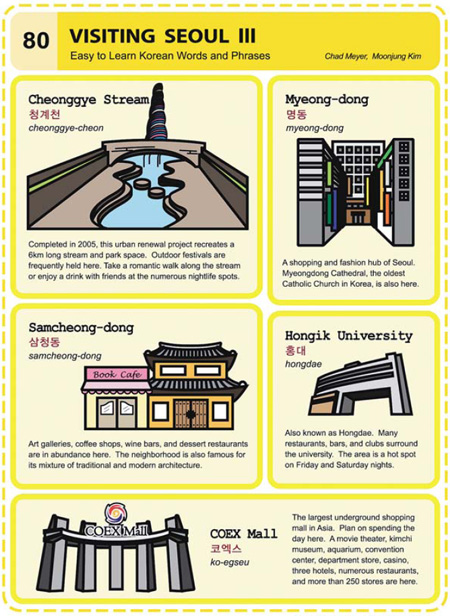 80
VISITING SEOUL III
Easy to Learn Korean Words and Phrases
Chad Meyer, Moonjung Kim
Cheonggye Stream
청계천
cheonggye-cheon
Completed in 2005, this urban renewal project recreates a
6km long stream and park space. Outdoor festivals are
frequently held here. Take a romantic walk along the stream
or enjoy a drink with friends at the numerous nightlife spots.
Myeong-dong
명동
myeong-dong
A shopping and fashion hub of Seoul.
Myeongdong Cathedral, the oldest
Catholic Church in Korea, is also here.
Samcheong-dong
삼청동
samcheong-dong
Book Cafe
Art galleries, coffee shops, wine bars, and dessert restaurants
are in abundance here. The neighborhood is also famous for
its mixture of traditional and modern architecture.
Hongik University
홍대
hongdae
Also known as Hongdae. Many
restaurants, bars, and clubs surround
the university. The area is a hot spot
on Friday and Saturday nights.
COEX Mall
COEX Mall
코엑스
ko-egseu
The largest underground shopping
mall in Asia. Plan on spending the
day here. A movie theater, kimchi
museum, aquarium, convention
center, department store, casino,
three hotels, numerous restaurants,
and more than 250 stores are here.